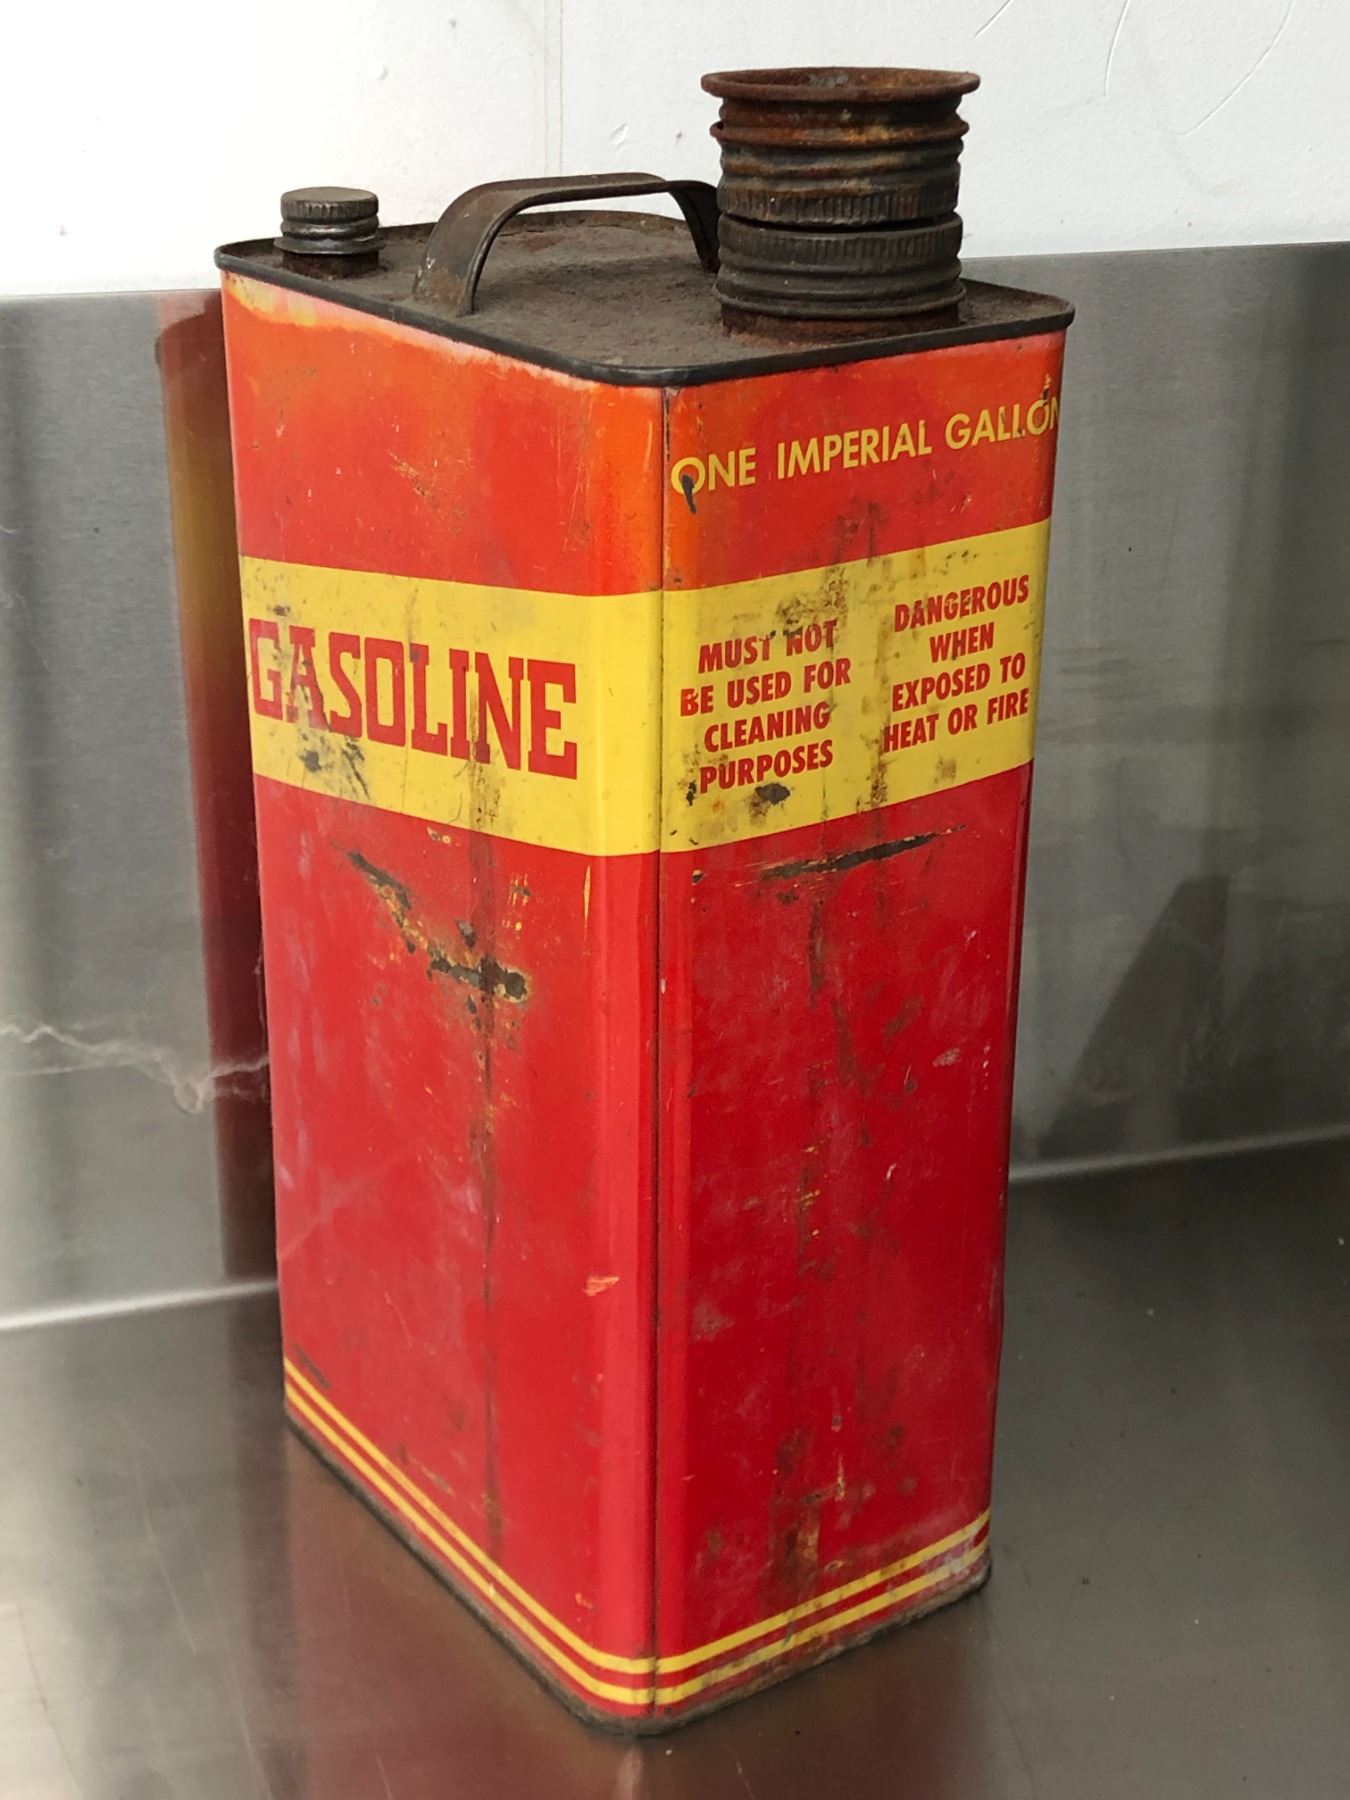 GASOLINE
ONE IMPERIAL GALLON
MUST NOT
BE USED FOR
CLEANING
PURPOSES
DANGEROUS
WHEN
EXPOSED TO
HEAT OR FIRE